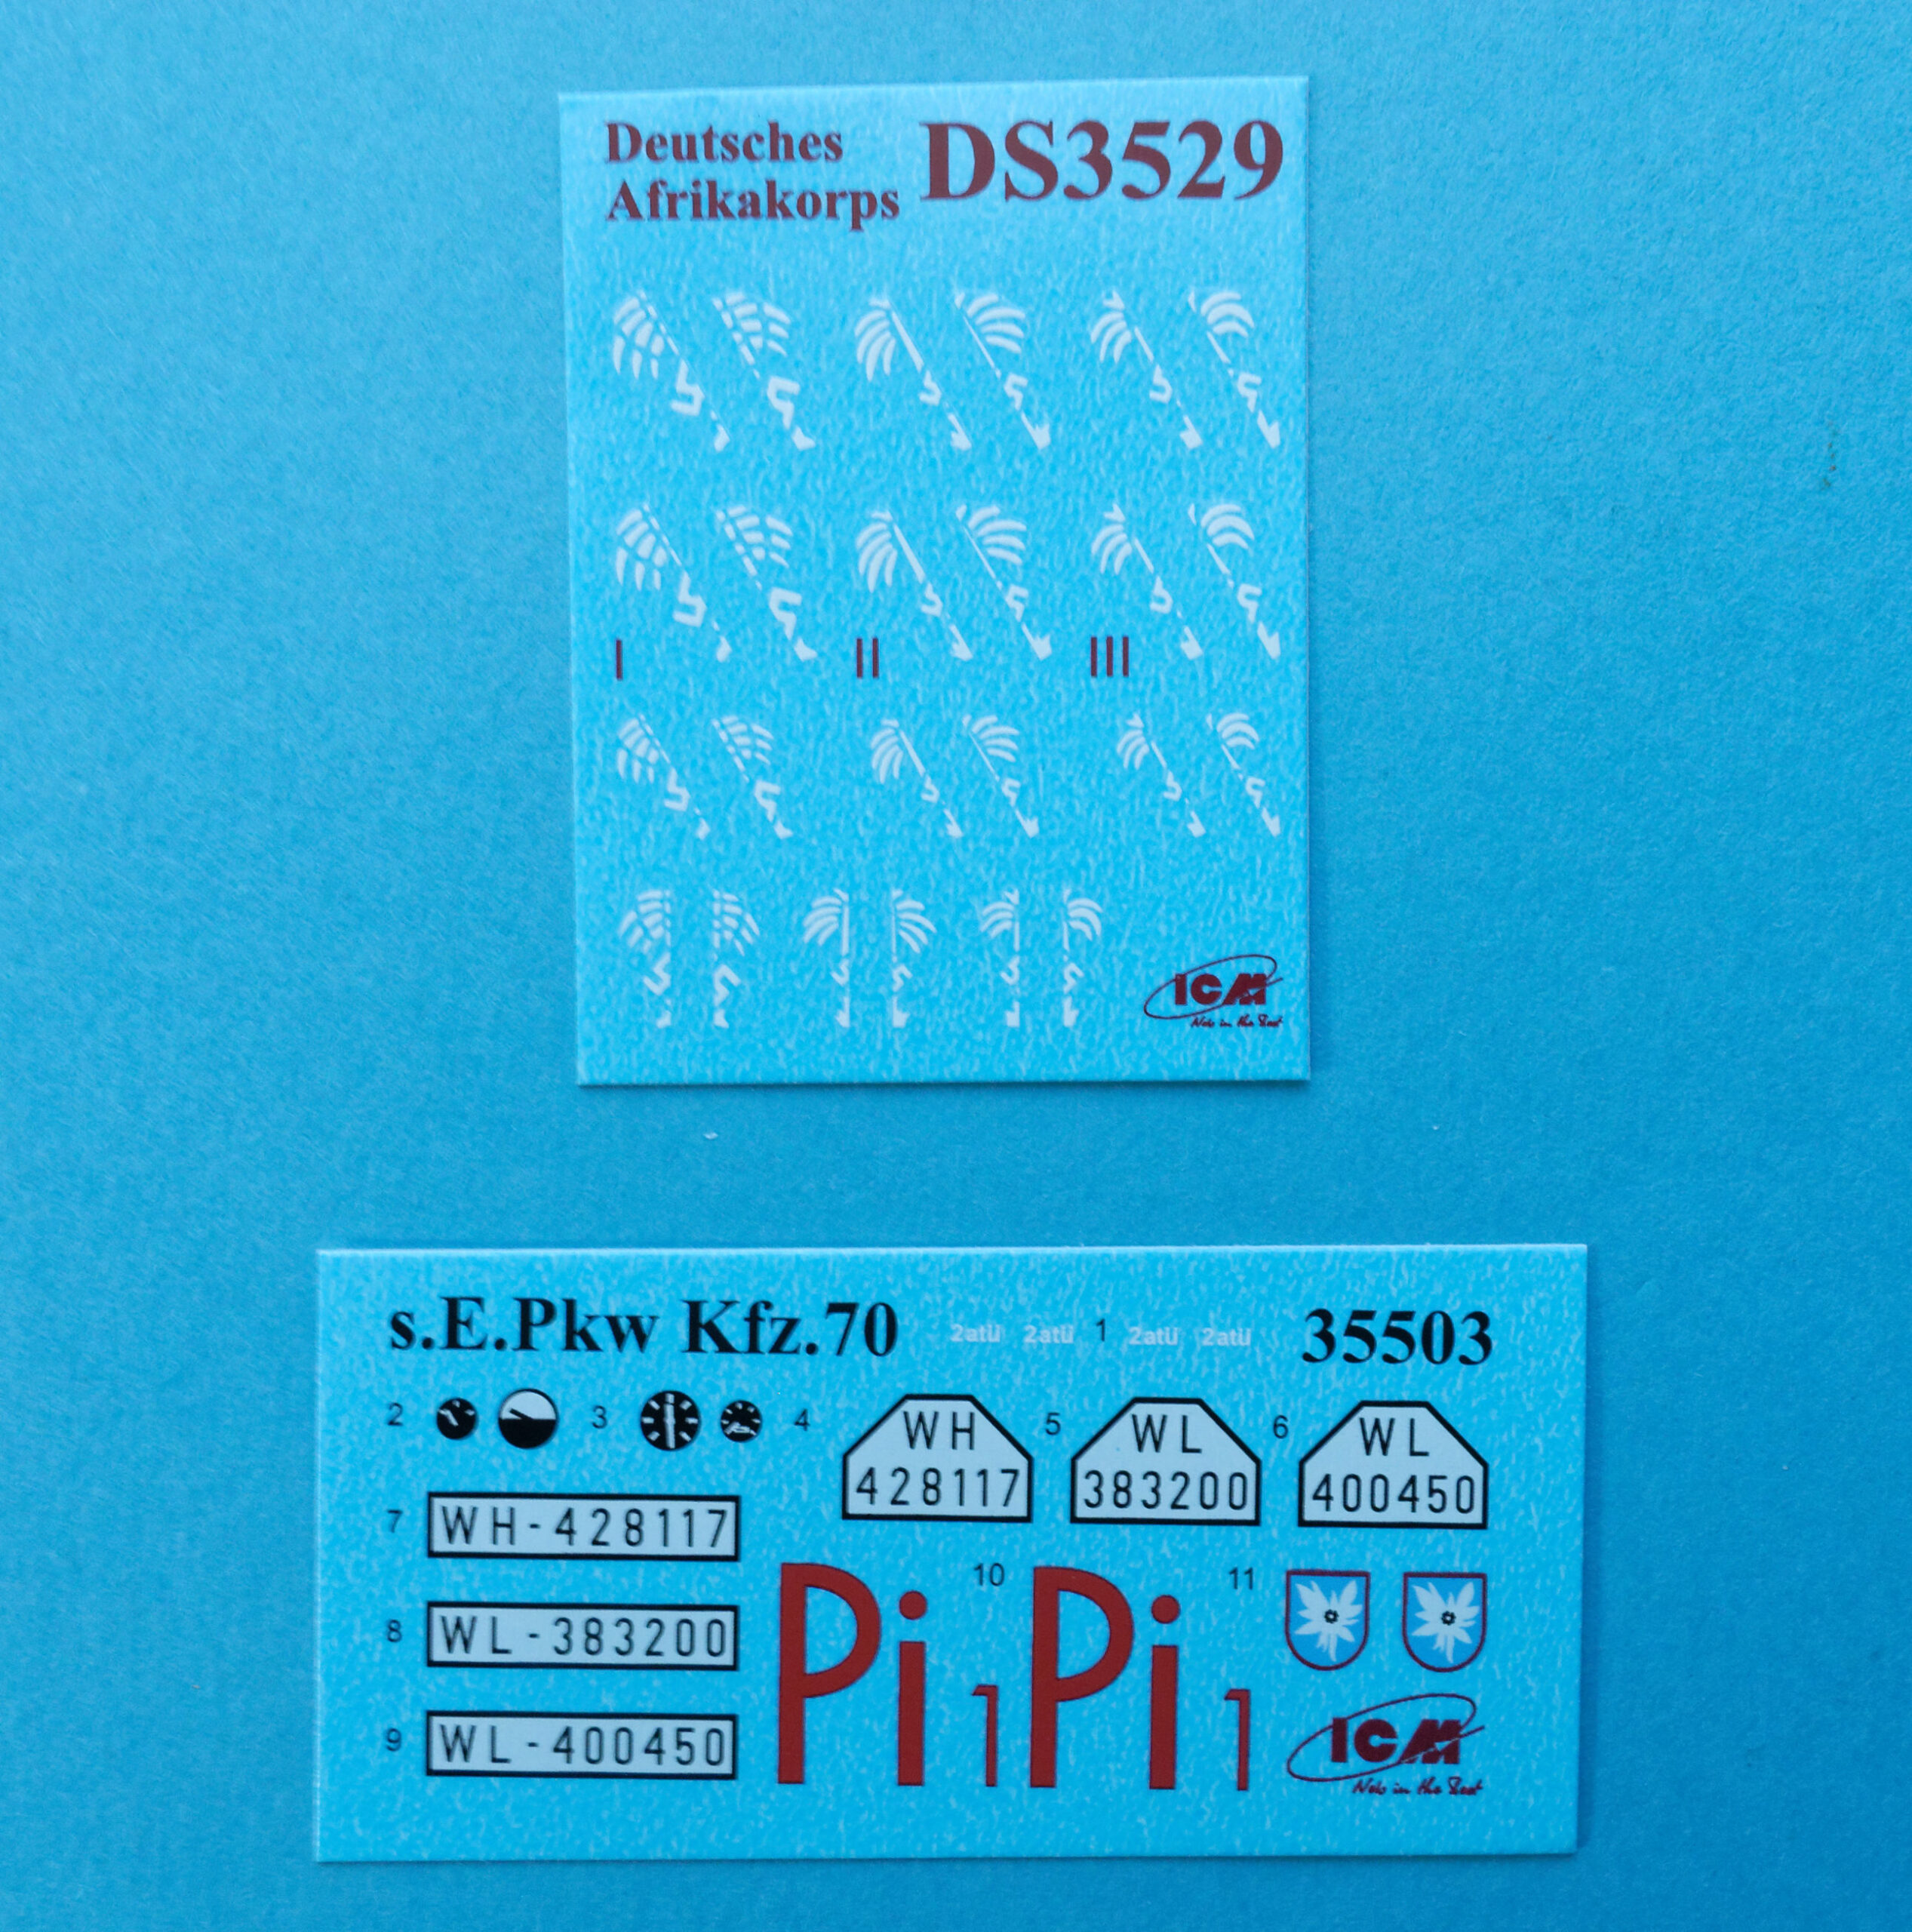 Deutsches
Afrikakorps
DS3529
I II III
ICM
s.E.Pkw Kfz.70
2atü 2atü 1 2atü 2atü
35503
2 3 4
WH
428117
5
WL
383200
6
WL
400450
7 WH-428117
8 WL-383200
9 WL-400450
Pi 1
10
Pi 1
11
ICM